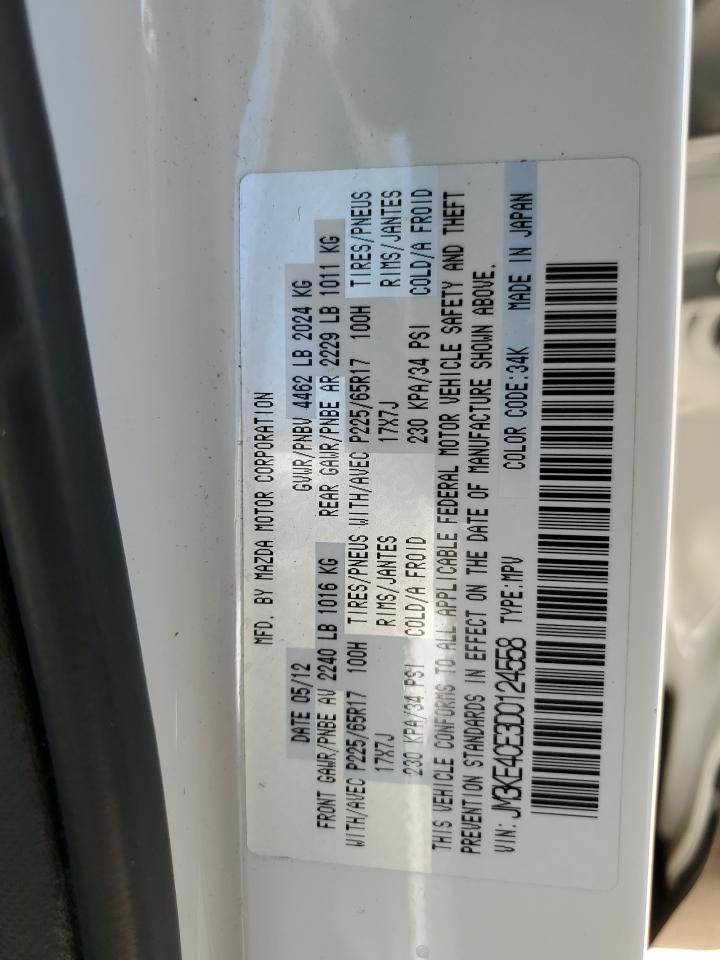 MFD. BY MAZDA MOTOR CORPORATION
DATE 05/12 GVWR/PNBV 4462 LB 2024 KG
FRONT GAWR/PNBE AV 2240 LB 1016 KG REAR GAWR/PNBE AR 2229 LB 1011 KG
WITH/AVEC P225/65R17 100H TIRES/PNEUS WITH/AVEC P225/65R17 100H TIRES/PNEUS
17X7J RIMS/JANTES 17X7J RIMS/JANTES
230 KPA/34 PSI COLD/A FROID 230 KPA/34 PSI COLD/A FROID
THIS VEHICLE CONFORMS TO ALL APPLICABLE FEDERAL MOTOR VEHICLE SAFETY AND THEFT
PREVENTION STANDARDS IN EFFECT ON THE DATE OF MANUFACTURE SHOWN ABOVE.
VIN: JM3KE4CE3D0124558 TYPE:MPV COLOR CODE:34K MADE IN JAPAN